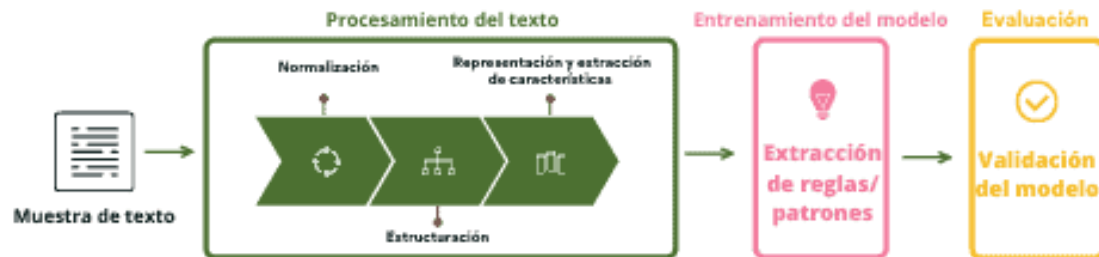 Procesamiento del texto
Entrenamiento del modelo
Evaluación
Normalización
Representación y extracción
de características
Muestra de texto
Estructuración
Extracción
de reglas/
patrones
Validación
del modelo